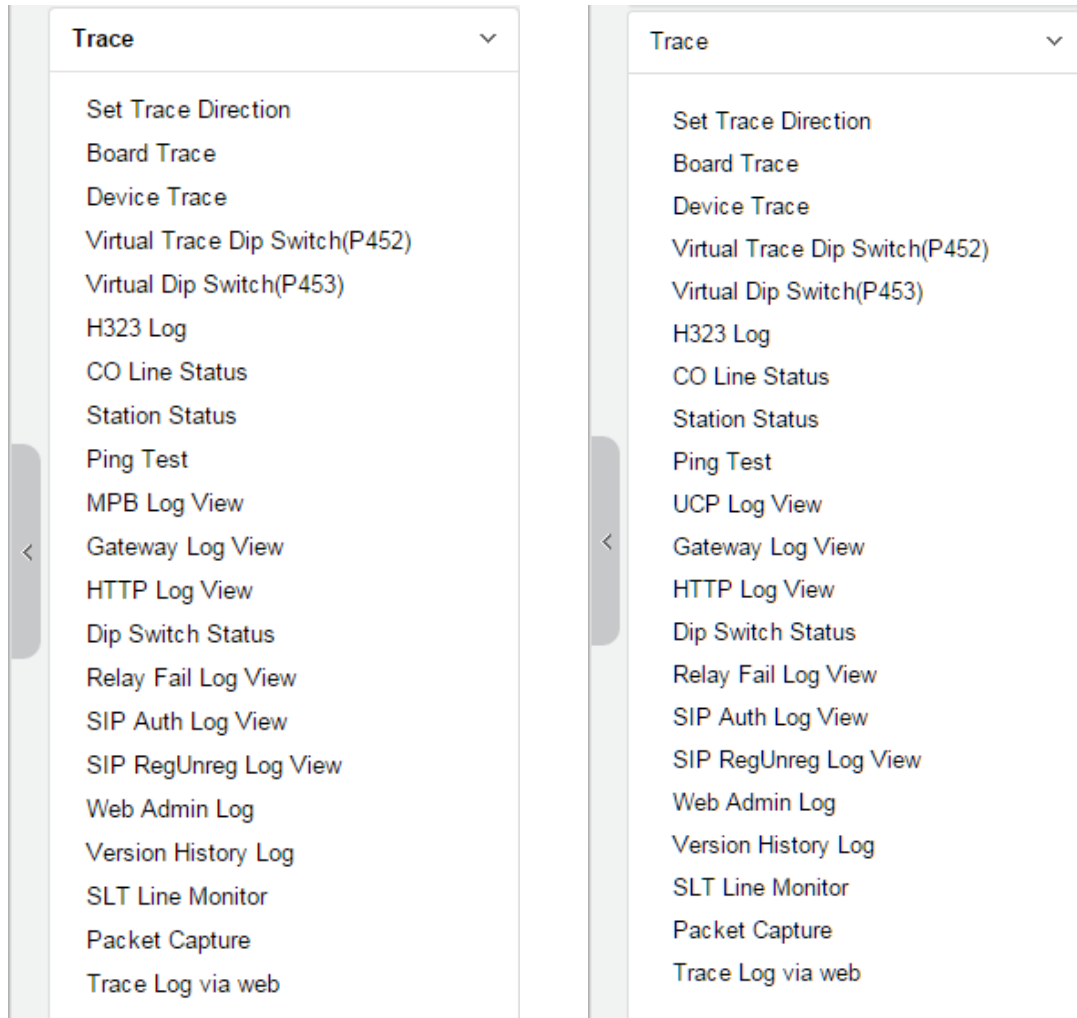 Trace
Set Trace Direction
Board Trace
Device Trace
Virtual Trace Dip Switch(P452)
Virtual Dip Switch(P453)
H323 Log
CO Line Status
Station Status
Ping Test
MPB Log View
Gateway Log View
HTTP Log View
Dip Switch Status
Relay Fail Log View
SIP Auth Log View
SIP RegUnreg Log View
Web Admin Log
Version History Log
SLT Line Monitor
Packet Capture
Trace Log via web
Trace
Set Trace Direction
Board Trace
Device Trace
Virtual Trace Dip Switch(P452)
Virtual Dip Switch(P453)
H323 Log
CO Line Status
Station Status
Ping Test
UCP Log View
Gateway Log View
HTTP Log View
Dip Switch Status
Relay Fail Log View
SIP Auth Log View
SIP RegUnreg Log View
Web Admin Log
Version History Log
SLT Line Monitor
Packet Capture
Trace Log via web